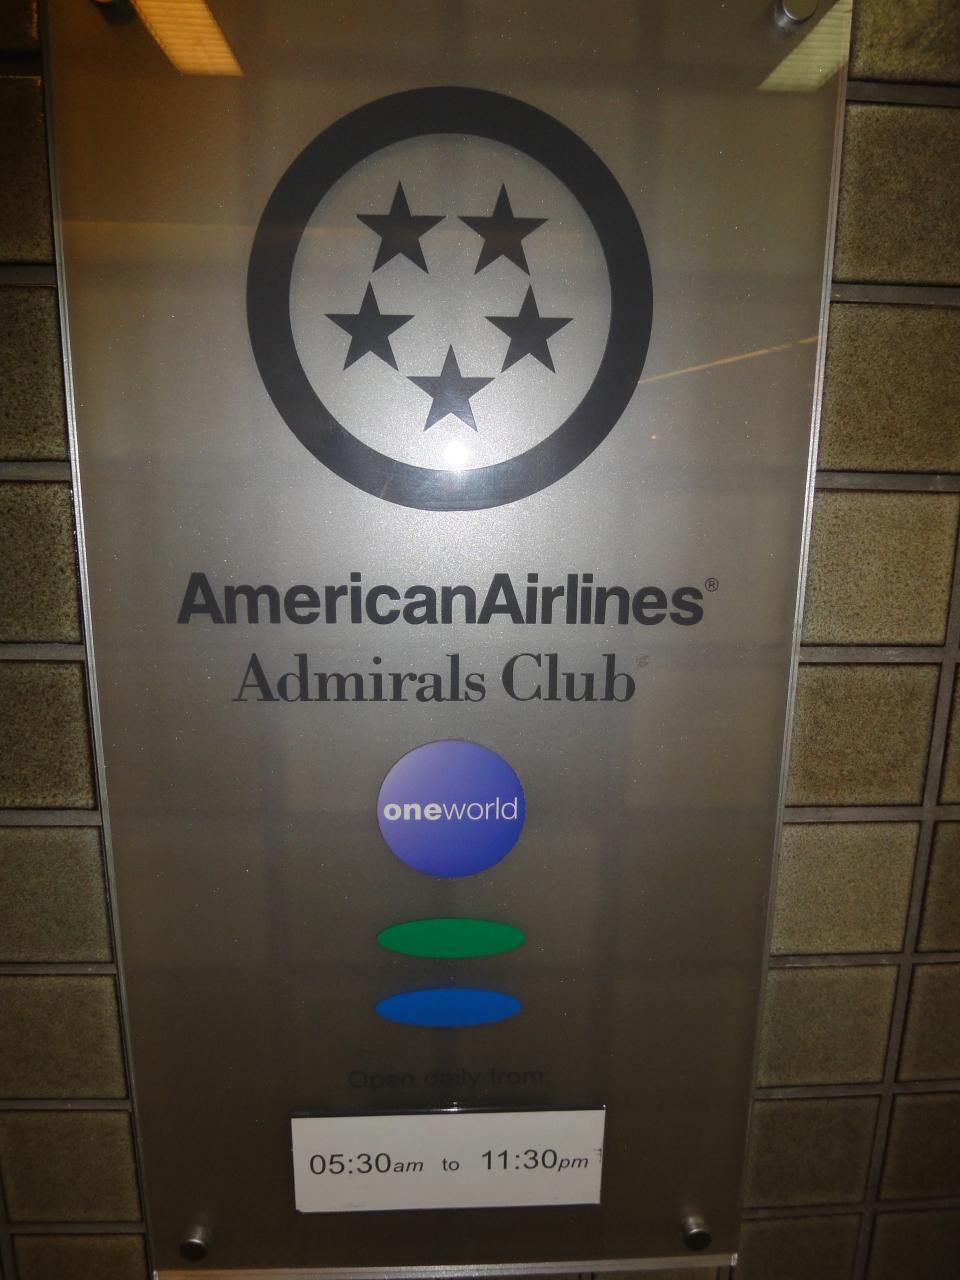 AmericanAirlines®
Admirals Club
oneworld
Open daily from:
05:30am to 11:30pm